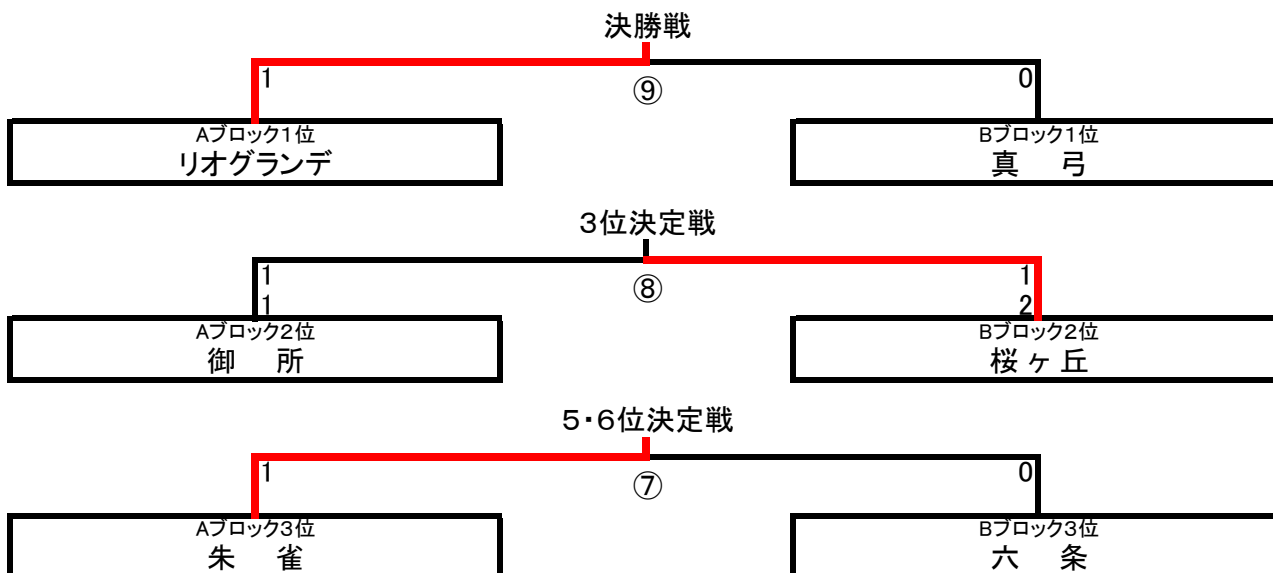 決勝戦
1 0
⑨
Aブロック1位 Bブロック1位
リオグランデ 真 弓
3位決定戦
1 1
⑧
1 2
Aブロック2位 Bブロック2位
御 所 桜ヶ丘
5・6位決定戦
1 0
⑦
Aブロック3位 Bブロック3位
朱 雀 六 条